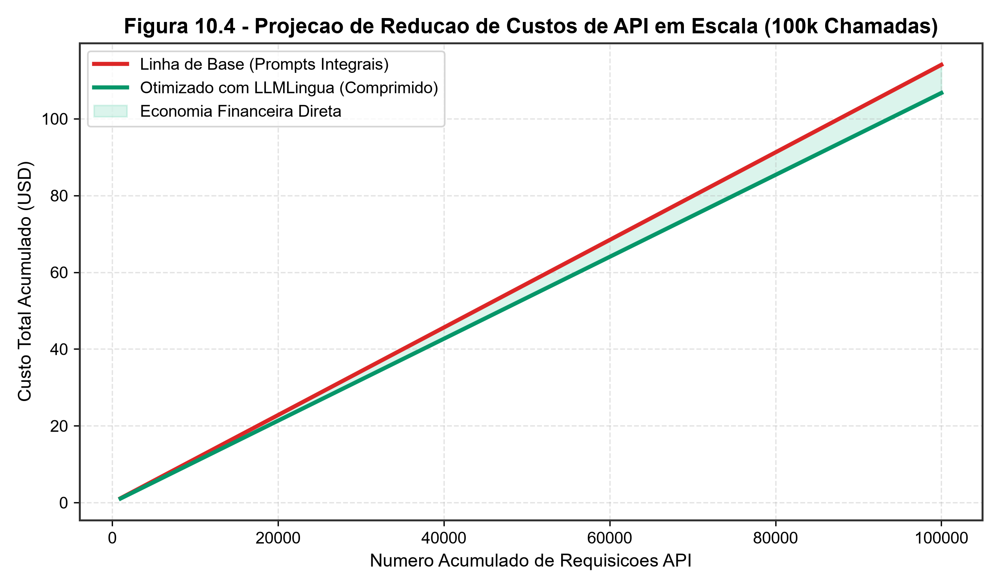 Figura 10.4 - Projecao de Reducao de Custos de API em Escala (100k Chamadas)
Linha de Base (Prompts Integrais)
Otimizado com LLMLingua (Comprimido)
Economia Financeira Direta
Custo Total Acumulado (USD)
100
80
60
40
20
0
0 20000 40000 60000 80000 100000
Numero Acumulado de Requisicoes API